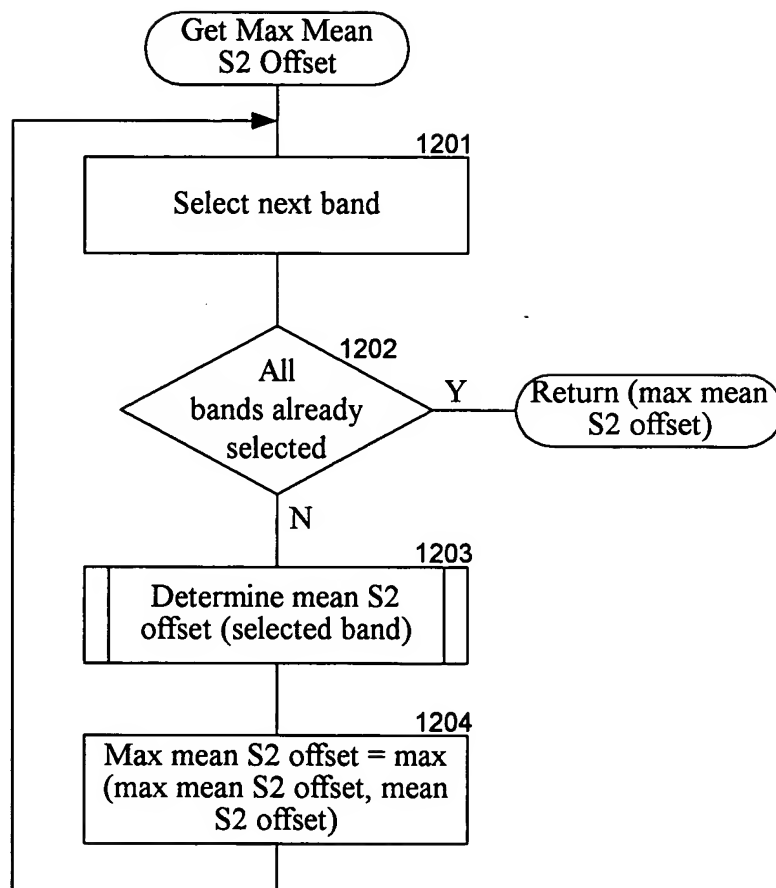 Get Max Mean
S2 Offset
1201
Select next band
1202
All
bands already
selected
Y
Return (max mean
S2 offset)
N
1203
Determine mean S2
offset (selected band)
1204
Max mean S2 offset = max
(max mean S2 offset, mean
S2 offset)